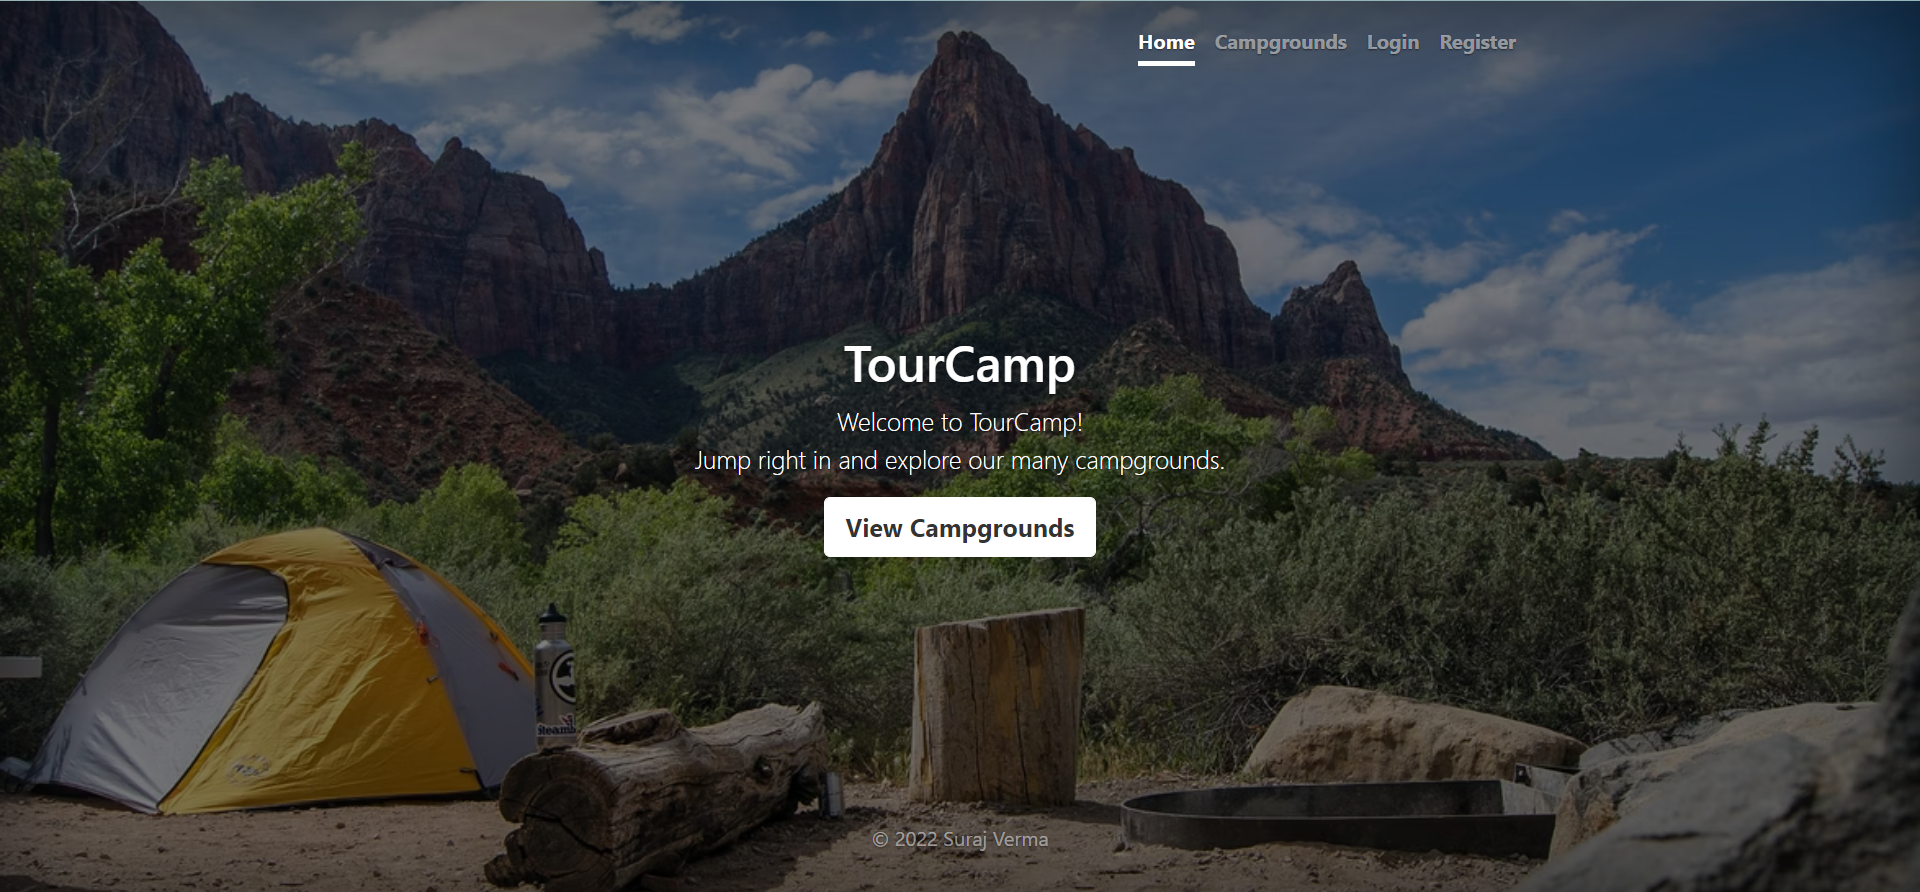 Home Campgrounds Login Register
TourCamp
Welcome to TourCamp!
Jump right in and explore our many campgrounds.
View Campgrounds
© 2022 Suraj Verma